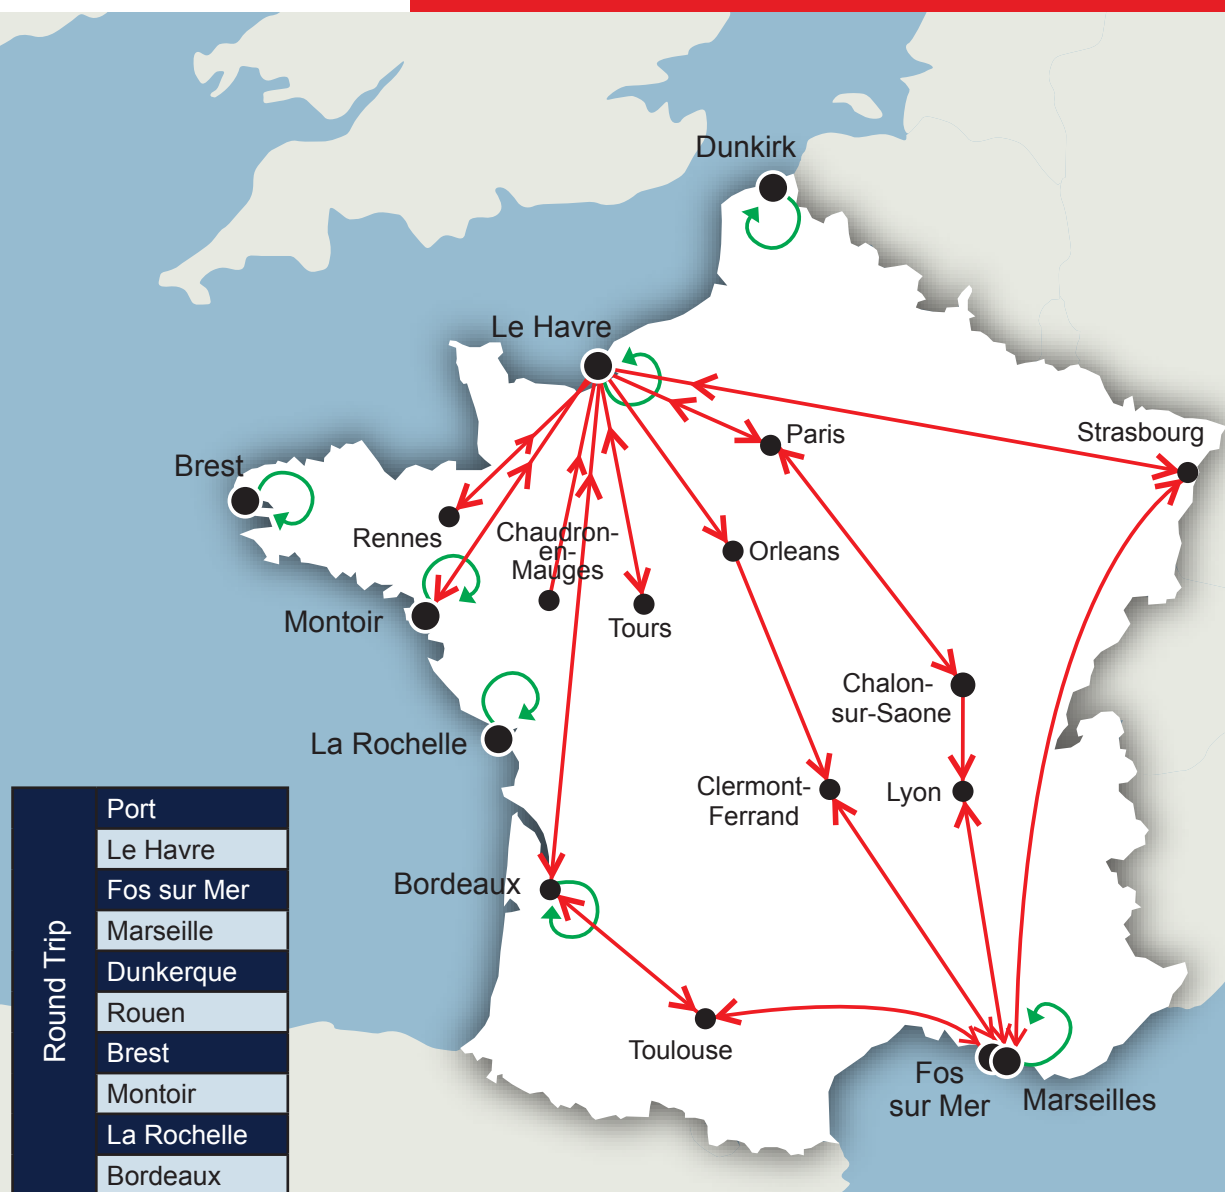 Dunkirk
Le Havre
Paris
Strasbourg
Brest
Rennes
Chaudron-
en-
Mauges
Orleans
Montoir
Tours
Chalon-
sur-Saone
La Rochelle
Clermont-
Ferrand
Lyon
Bordeaux
Toulouse
Fos
sur Mer
Marseilles
Round Trip
Port
Le Havre
Fos sur Mer
Marseille
Dunkerque
Rouen
Brest
Montoir
La Rochelle
Bordeaux